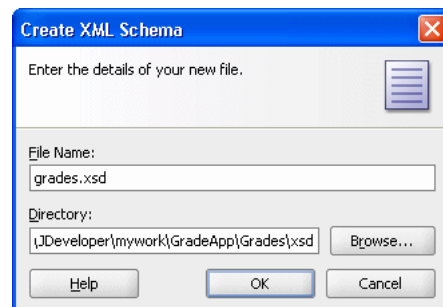 Create XML Schema
Enter the details of your new file.
File Name:
grades.xsd
Directory:
\JDeveloper\mywork\GradeApp\Grades\xsd
Browse...
Help
OK
Cancel